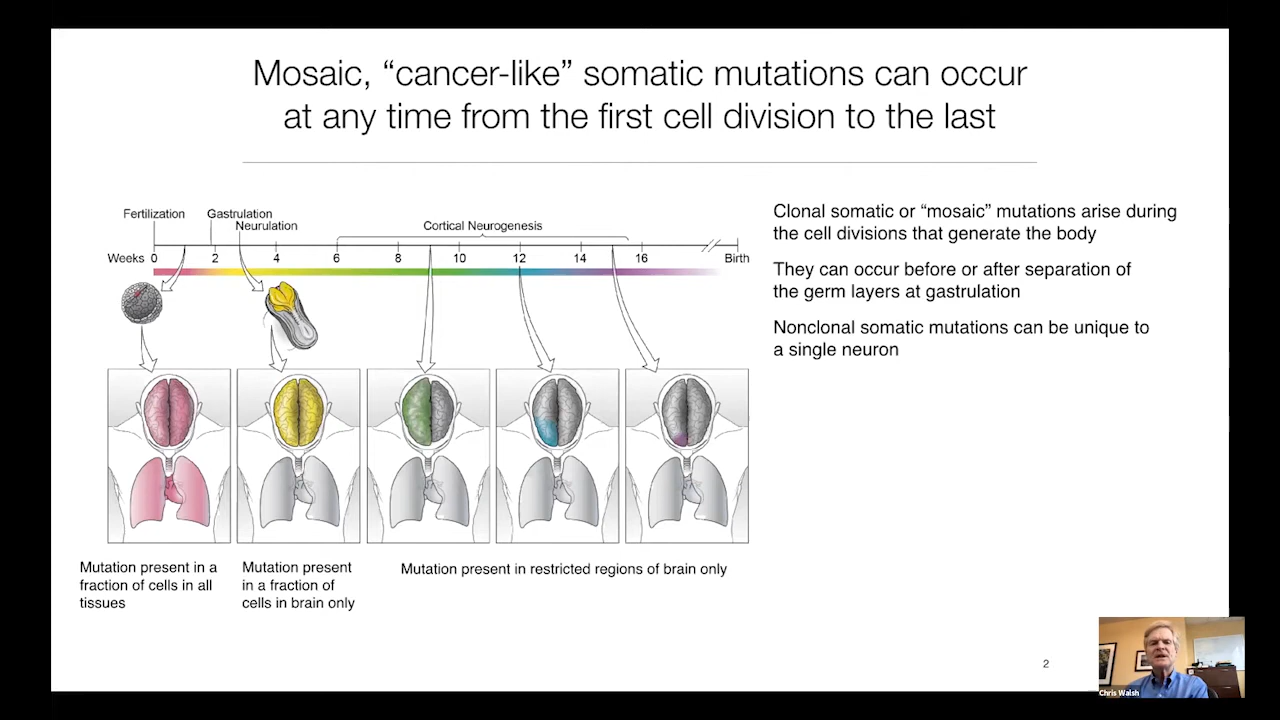 Mosaic, “cancer-like” somatic mutations can occur
at any time from the first cell division to the last
Fertilization
Gastrulation
Neurulation
Cortical Neurogenesis
Weeks 0 2 4 6 8 10 12 14 16 Birth
Clonal somatic or “mosaic” mutations arise during
the cell divisions that generate the body
They can occur before or after separation of
the germ layers at gastrulation
Nonclonal somatic mutations can be unique to
a single neuron
Mutation present in a
fraction of cells in all
tissues
Mutation present
in a fraction of
cells in brain only
Mutation present in restricted regions of brain only
2
Chris Walsh